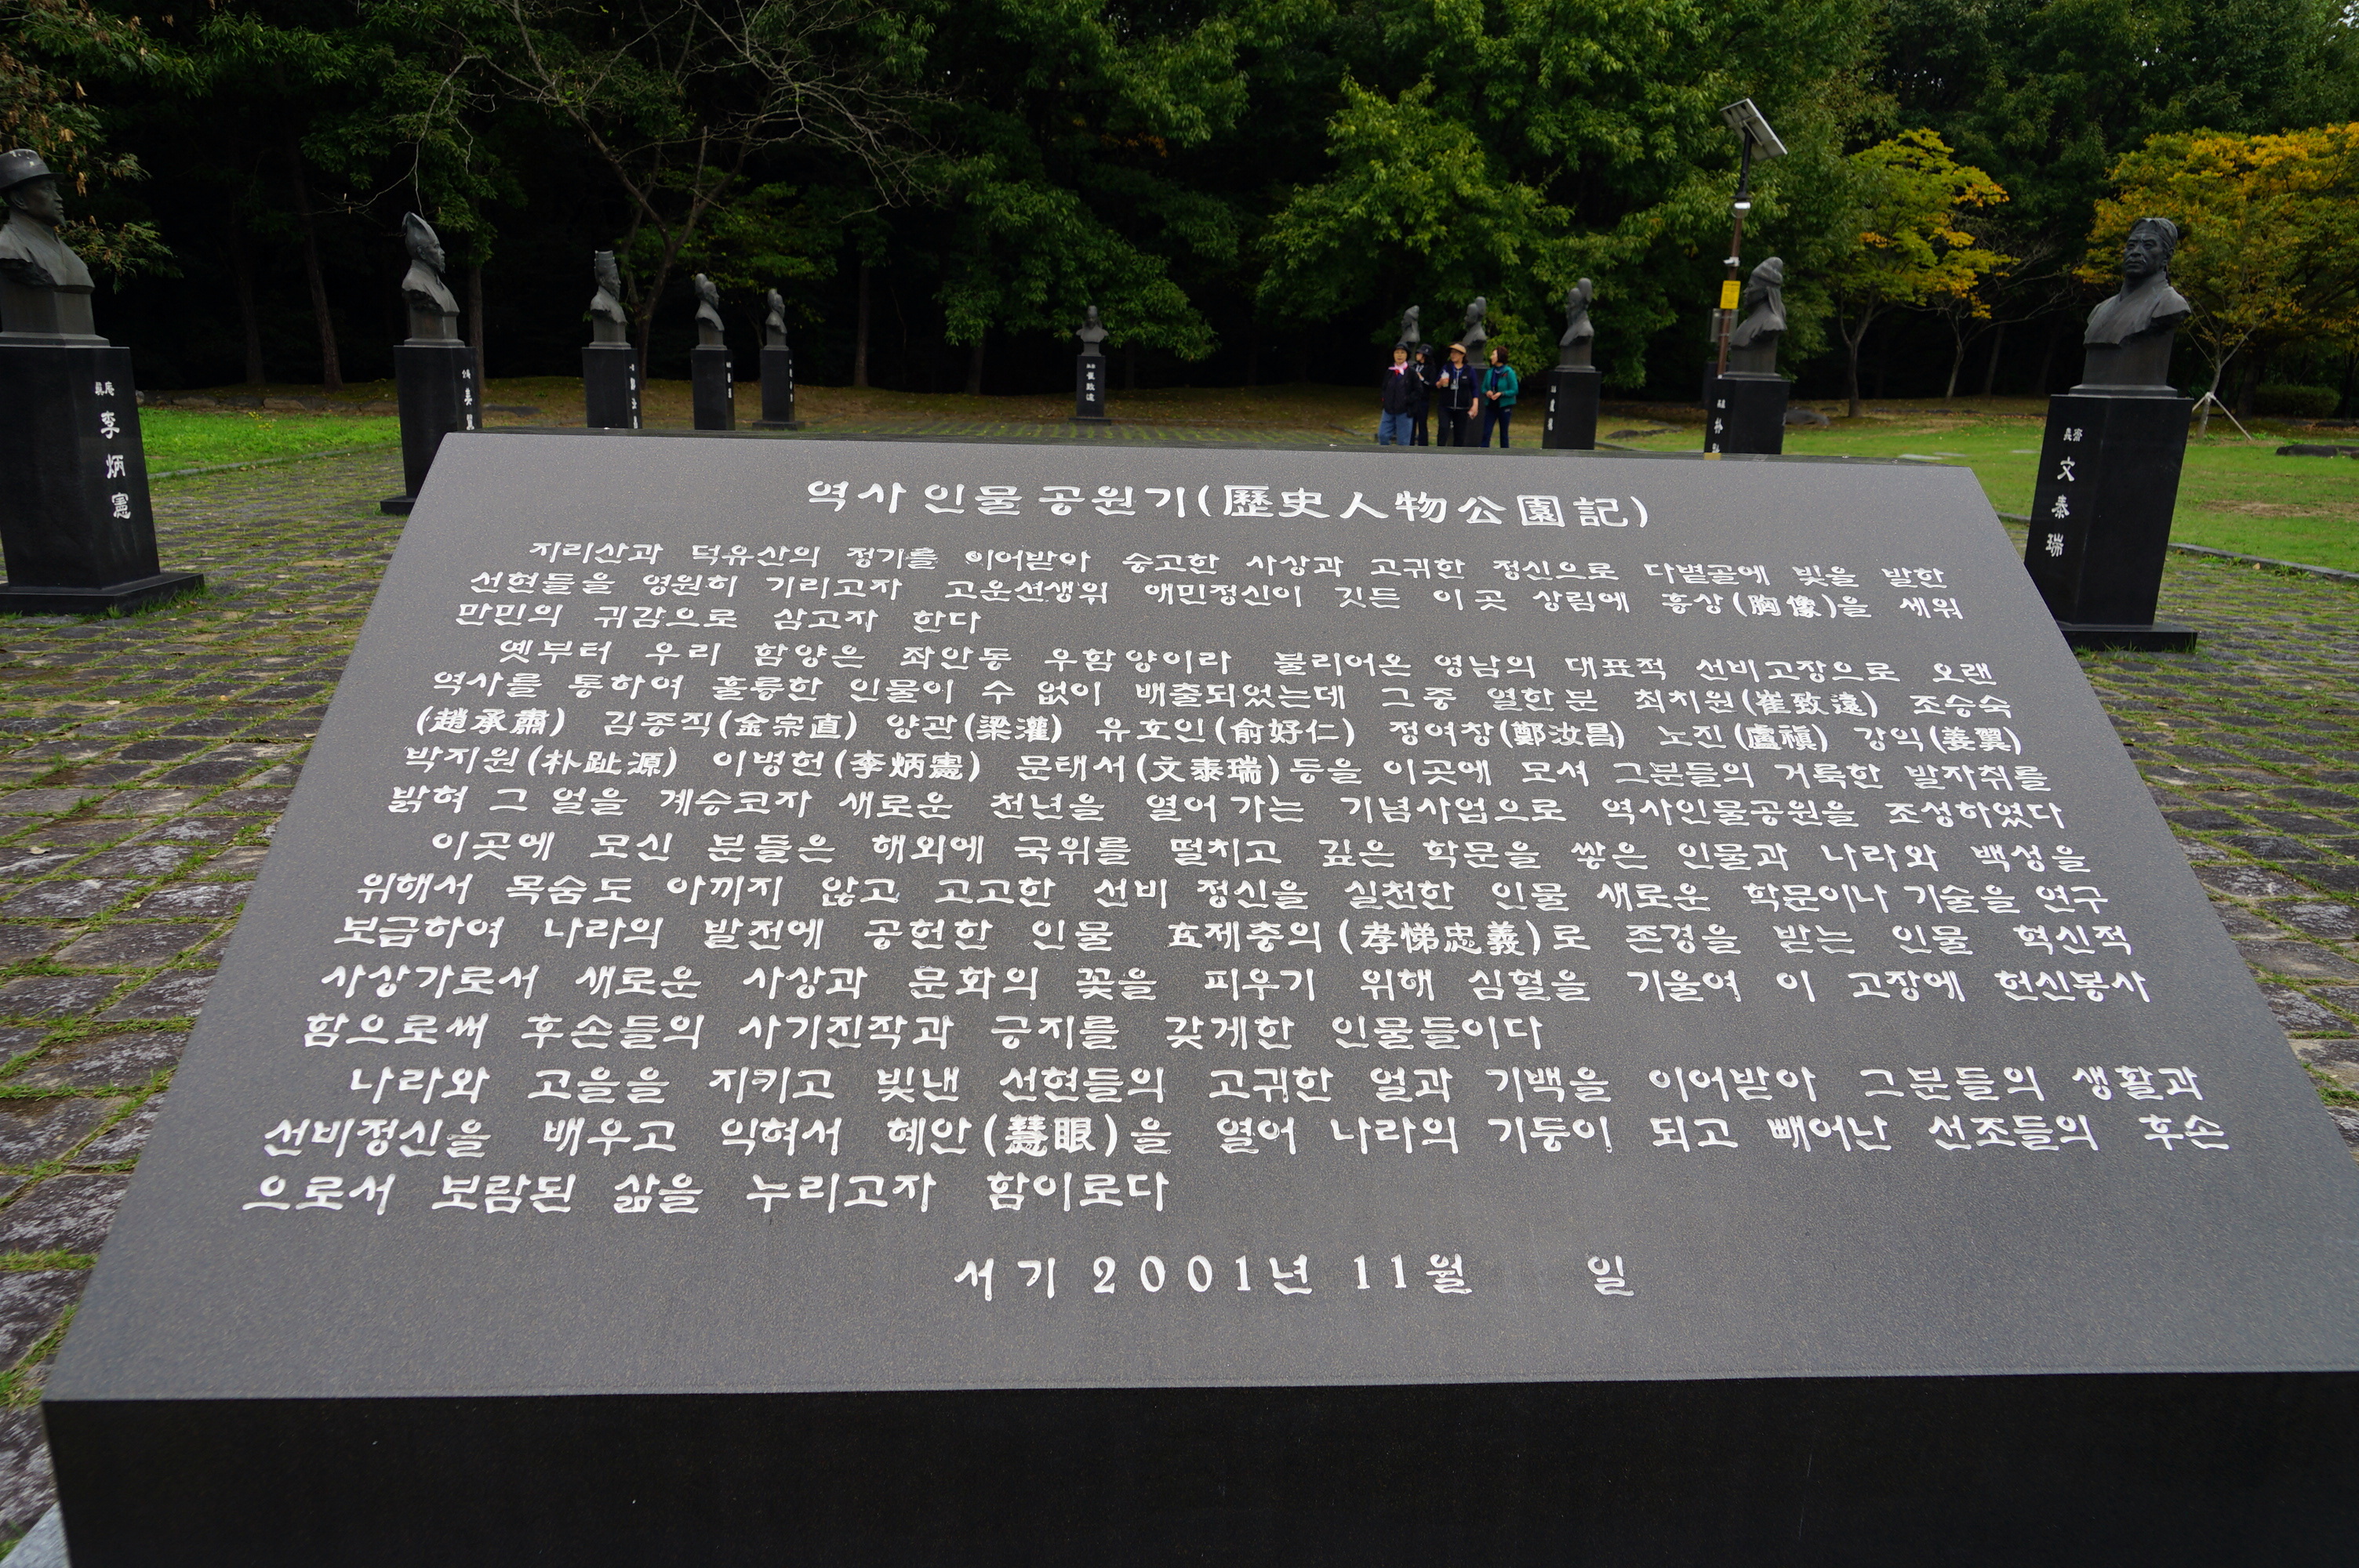 역사인물공원기(歷史人物公園記)
지리산과 덕유산의 정기를 이어받아 숭고한 사상과 고귀한 정신으로 다볕골에 빛을 발한
선현들을 영원히 기리고자 고운선생위 애민정신이 깃든 이곳 상림에 흉상(胸像)을 세워
만민의 귀감으로 삼고자 한다
옛부터 우리 함양은 좌안동 우함양이라 불리어온 영남의 대표적 선비고장으로 오랜
역사를 통하여 훌륭한 인물이 수 없이 배출되었는데 그중 열한분 최치원(崔致遠) 조승숙
(趙承肅) 김종직(金宗直) 양관(梁灌) 유호인(俞好仁) 정여창(鄭汝昌) 노진(盧禛) 강익(姜翼)
박지원(朴趾源) 이병헌(李炳憲) 문태서(文泰瑞)등을 이곳에 모셔 그분들의 거룩한 발자취를
밝혀 그 얼을 계승코자 새로운 천년을 열어 가는 기념사업으로 역사인물공원을 조성하였다
이곳에 모신 분들은 해외에 국위를 떨치고 깊은 학문을 쌓은 인물과 나라와 백성을
위해서 목숨도 아끼지 않고 고고한 선비 정신을 실천한 인물 새로운 학문이나 기술을 연구
보급하여 나라의 발전에 공헌한 인물 효제충의(孝悌忠義)로 존경을 받는 인물 혁신적
사상가로서 새로운 사상과 문화의 꽃을 피우기 위해 심혈을 기울여 이 고장에 헌신봉사
함으로써 후손들의 사기진작과 긍지를 갖게한 인물들이다
나라와 고을을 지키고 빛낸 선현들의 고귀한 얼과 기백을 이어받아 그분들의 생활과
선비정신을 배우고 익혀서 혜안(慧眼)을 열어 나라의 기둥이 되고 빼어난 선조들의 후손
으로서 보람된 삶을 누리고자 함이로다
서기 2001년 11월 일
李炳憲
文泰瑞
崔致遠